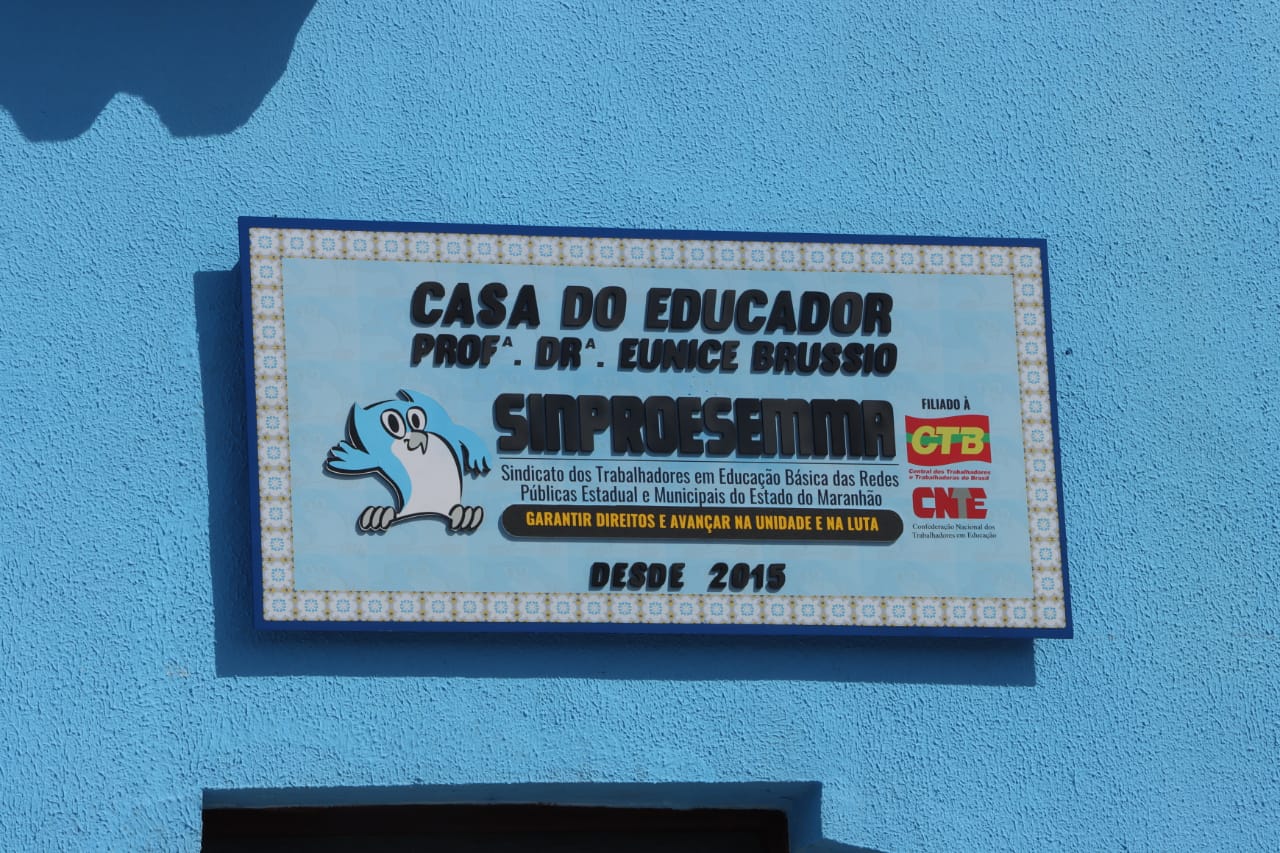 CASA DO EDUCADOR
PROFª. DRª. EUNICE BRUSSIO
SINPROESEMMA
Sindicato dos Trabalhadores em Educação Básica das Redes
Públicas Estadual e Municipais do Estado do Maranhão
GARANTIR DIREITOS E AVANÇAR NA UNIDADE E NA LUTA
FILIADO À
CTB
Central dos Trabalhadores
e Trabalhadoras do Brasil
CNTE
Confederação Nacional dos
Trabalhadores em Educação
DESDE 2015